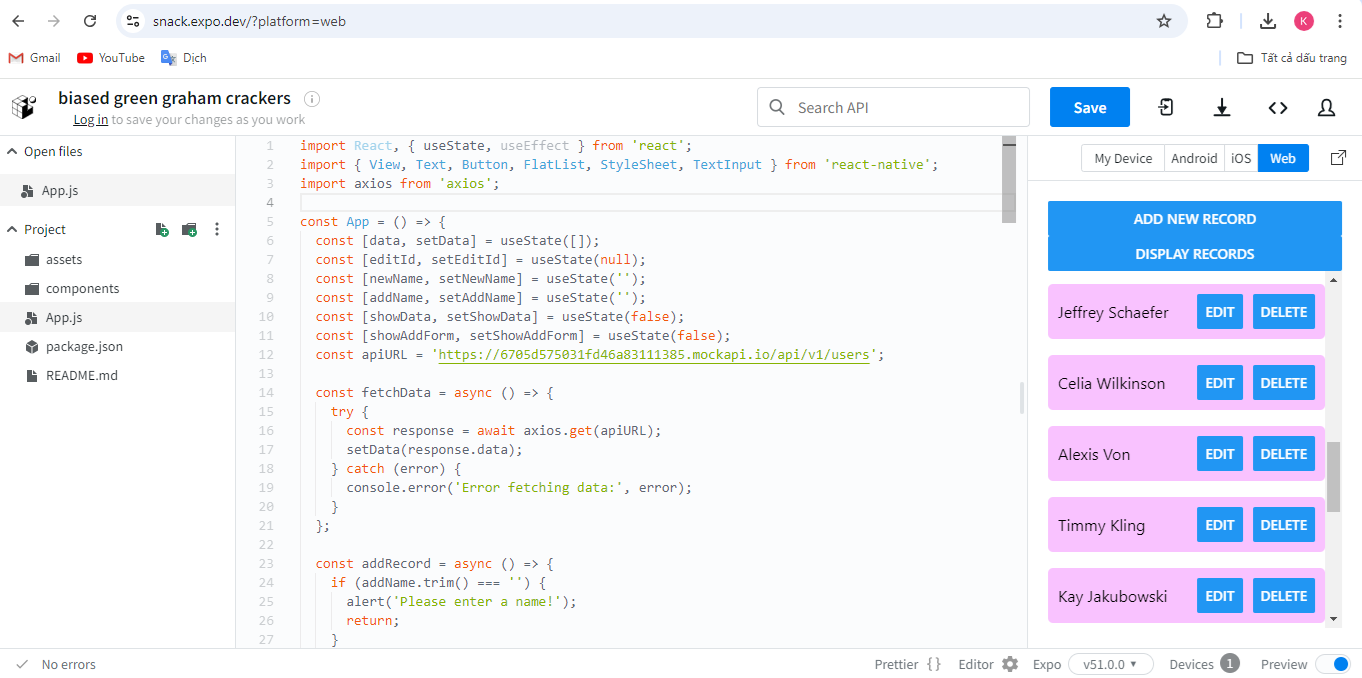 snack.expo.dev/?platform=web
K
Gmail
YouTube
Dịch
Tất cả dấu trang
biased green graham crackers
Log in to save your changes as you work
Search API
Save
Open files
App.js
Project
assets
components
App.js
package.json
README.md
1 import React, { useState, useEffect } from 'react';
2 import { View, Text, Button, FlatList, StyleSheet, TextInput } from 'react-native';
3 import axios from 'axios';
4
5 const App = () => {
6 const [data, setData] = useState([]);
7 const [editId, setEditId] = useState(null);
8 const [newName, setNewName] = useState('');
9 const [addName, setAddName] = useState('');
10 const [showData, setShowData] = useState(false);
11 const [showAddForm, setShowAddForm] = useState(false);
12 const apiURL = 'https://6705d575031fd46a83111385.mockapi.io/api/v1/users';
13
14 const fetchData = async () => {
15 try {
16 const response = await axios.get(apiURL);
17 setData(response.data);
18 } catch (error) {
19 console.error('Error fetching data:', error);
20 }
21 };
22
23 const addRecord = async () => {
24 if (addName.trim() === '') {
25 alert('Please enter a name!');
26 return;
27 }
My Device
Android
iOS
Web
ADD NEW RECORD
DISPLAY RECORDS
Jeffrey Schaefer EDIT DELETE
Celia Wilkinson EDIT DELETE
Alexis Von EDIT DELETE
Timmy Kling EDIT DELETE
Kay Jakubowski EDIT DELETE
No errors
Prettier {}
Editor
Expo v51.0.0
Devices 1
Preview